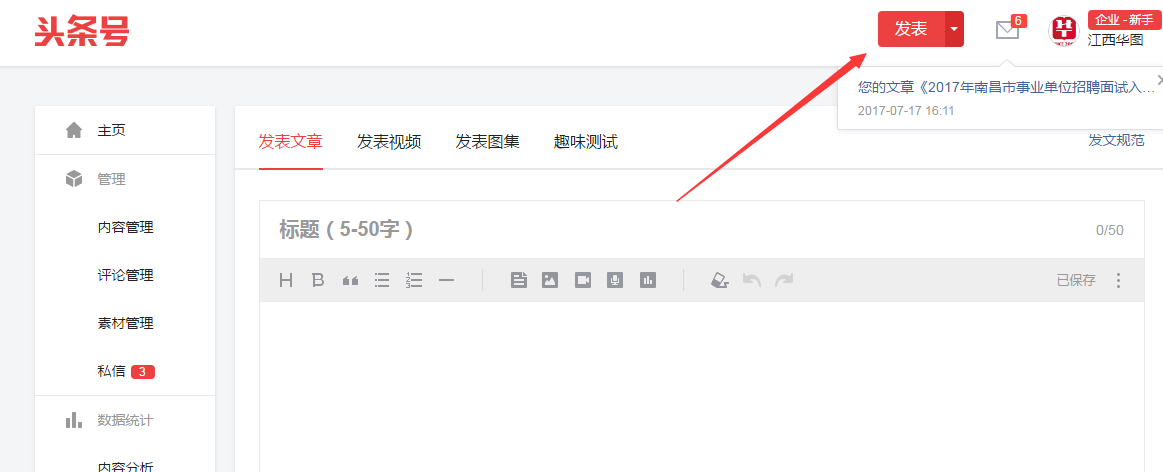 头条号
发表
6
企业 - 新手
江西华图
您的文章《2017年南昌市事业单位招聘面试入...
2017-07-17 16:11
主页
管理
内容管理
评论管理
素材管理
私信 3
数据统计
内容分析
发表文章 发表视频 发表图集 趣味测试 发文规范
标题（5-50字） 0/50
已保存